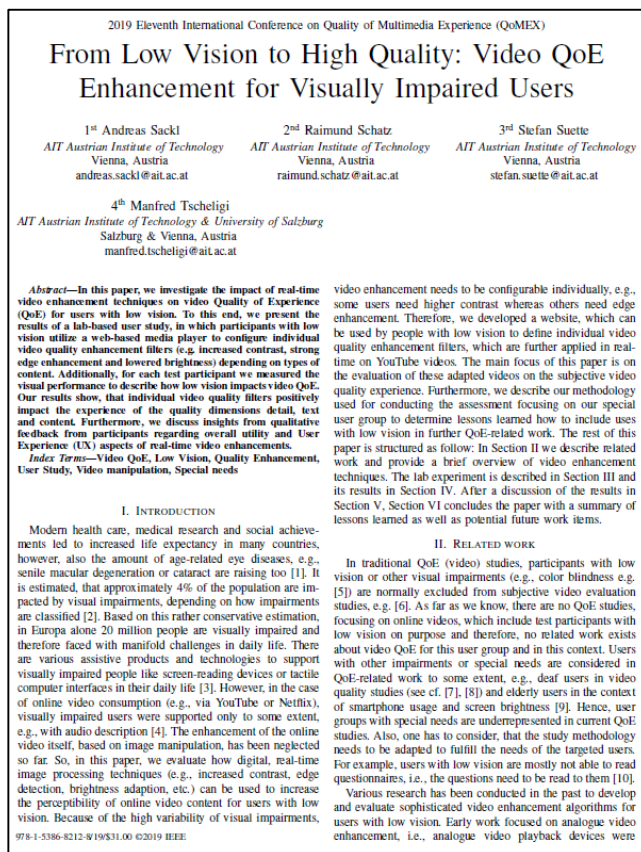 2019 Eleventh International Conference on Quality of Multimedia Experience (QoMEX)
From Low Vision to High Quality: Video QoE
Enhancement for Visually Impaired Users
1st Andreas Sackl
AIT Austrian Institute of Technology
Vienna, Austria
andreas.sackl@ait.ac.at
2nd Raimund Schatz
AIT Austrian Institute of Technology
Vienna, Austria
raimund.schatz@ait.ac.at
3rd Stefan Suette
AIT Austrian Institute of Technology
Vienna, Austria
stefan.suette@ait.ac.at
4th Manfred Tscheligi
AIT Austrian Institute of Technology & University of Salzburg
Salzburg & Vienna, Austria
manfred.tscheligi@ait.ac.at
Abstract—In this paper, we investigate the impact of real-time
video enhancement techniques on video Quality of Experience
(QoE) for users with low vision. To this end, we present the
results of a lab-based user study, in which participants with low
vision utilize a web-based media player to configure individual
video quality enhancement filters (e.g. increased contrast, strong
edge enhancement and lowered brightness) depending on types of
content. Additionally, for each test participant we measured the
visual performance to describe how low vision impacts video QoE.
Our results show, that individual video quality filters positively
impact the experience of the quality dimensions detail, text
and content. Furthermore, we discuss insights from qualitative
feedback from participants regarding overall utility and User
Experience (UX) aspects of real-time video enhancements.
Index Terms—Video QoE, Low Vision, Quality Enhancement,
User Study, Video manipulation, Special needs
I. INTRODUCTION
Modern health care, medical research and social achieve-
ments led to increased life expectancy in many countries,
however, also the amount of age-related eye diseases, e.g.,
senile macular degeneration or cataract are raising too [1]. It
is estimated, that approximately 4% of the population are im-
pacted by visual impairments, depending on how impairments
are classified [2]. Based on this rather conservative estimation,
in Europa alone 20 million people are visually impaired and
therefore faced with manifold challenges in daily life. There
are various assistive products and technologies to support
visually impaired people like screen-reading devices or tactile
computer interfaces in their daily life [3]. However, in the case
of online video consumption (e.g., via YouTube or Netflix),
visually impaired users were supported only to some extent,
e.g., with audio description [4]. The enhancement of the online
video itself, based on image manipulation, has been neglected
so far. So, in this paper, we evaluate how digital, real-time
image processing techniques (e.g., increased contrast, edge
detection, brightness adaption, etc.) can be used to increase
the perceptibility of online video content for users with low
vision. Because of the high variability of visual impairments,
978-1-5386-8212-8/19/$31.00 ©2019 IEEE
video enhancement needs to be configurable individually, e.g.,
some users need higher contrast whereas others need edge
enhancement. Therefore, we developed a website, which can
be used by people with low vision to define individual video
quality enhancement filters, which are further applied in real-
time on YouTube videos. The main focus of this paper is on
the evaluation of these adapted videos on the subjective video
quality experience. Furthermore, we describe our methodology
used for conducting the assessment focusing on our special
user group to determine lessons learned how to include uses
with low vision in further QoE-related work. The rest of this
paper is structured as follow: In Section II we describe related
work and provide a brief overview of video enhancement
techniques. The lab experiment is described in Section III and
its results in Section IV. After a discussion of the results in
Section V, Section VI concludes the paper with a summary of
lessons learned as well as potential future work items.
II. RELATED WORK
In traditional QoE (video) studies, participants with low
vision or other visual impairments (e.g., color blindness e.g.
[5]) are normally excluded from subjective video evaluation
studies, e.g. [6]. As far as we know, there are no QoE studies,
focusing on online videos, which include test participants with
low vision on purpose and therefore, no related work exists
about video QoE for this user group and in this context. Users
with other impairments or special needs are considered in
QoE-related work to some extent, e.g., deaf users in video
quality studies (see cf. [7], [8]) and elderly users in the context
of smartphone usage and screen brightness [9]. Hence, user
groups with special needs are underrepresented in current QoE
studies. Also, one has to consider, that the study methodology
needs to be adapted to fulfill the needs of the targeted users.
For example, users with low vision are mostly not able to read
questionnaires, i.e., the questions need to be read to them [10].
Various research has been conducted in the past to develop
and evaluate sophisticated video enhancement algorithms for
users with low vision. Early work focused on analogue video
enhancement, i.e., analogue video playback devices were